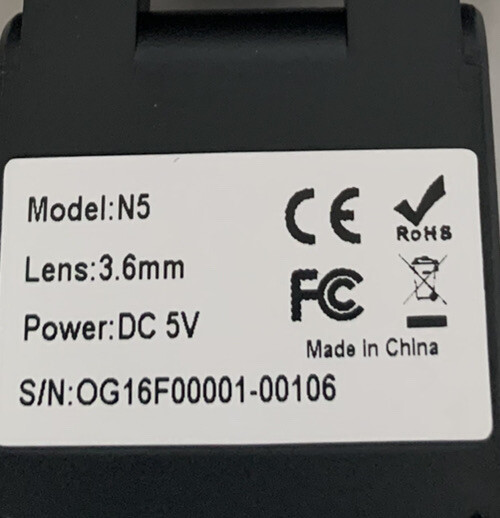 Model:N5
Lens:3.6mm
Power:DC 5V
S/N:OG16F00001-00106
CE
RoHS
FC
Made in China